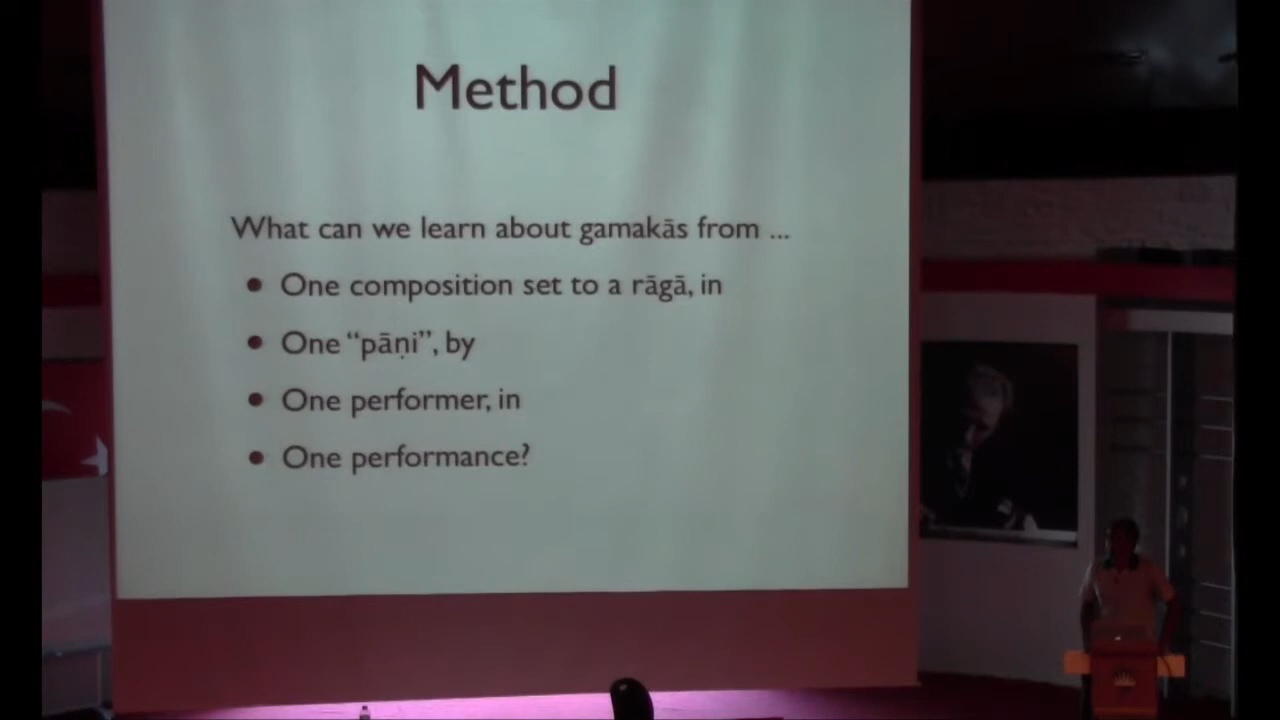 Method
What can we learn about gamakās from ...
• One composition set to a rāgā, in
• One “pāṇi”, by
• One performer, in
• One performance?